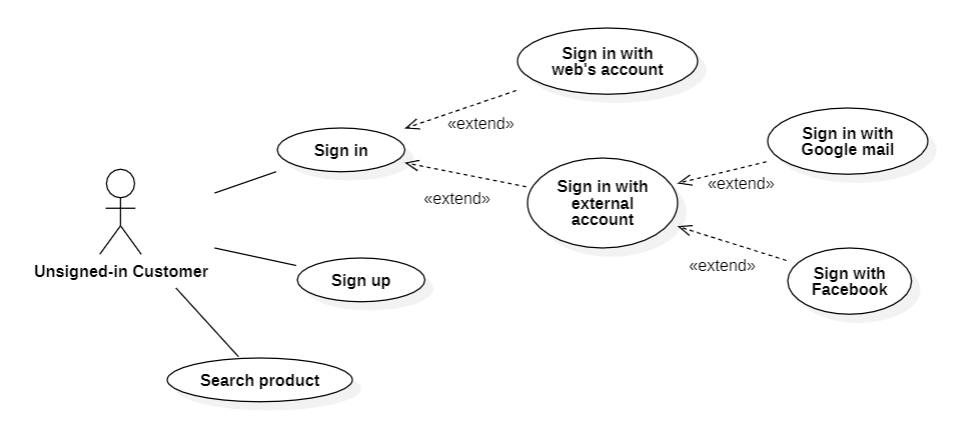 Sign in with
web's account
«extend»
Sign in
Sign in with
Google mail
«extend»
Sign in with
external
account
«extend»
Unsigned-in Customer
Sign up
«extend»
Sign with
Facebook
Search product